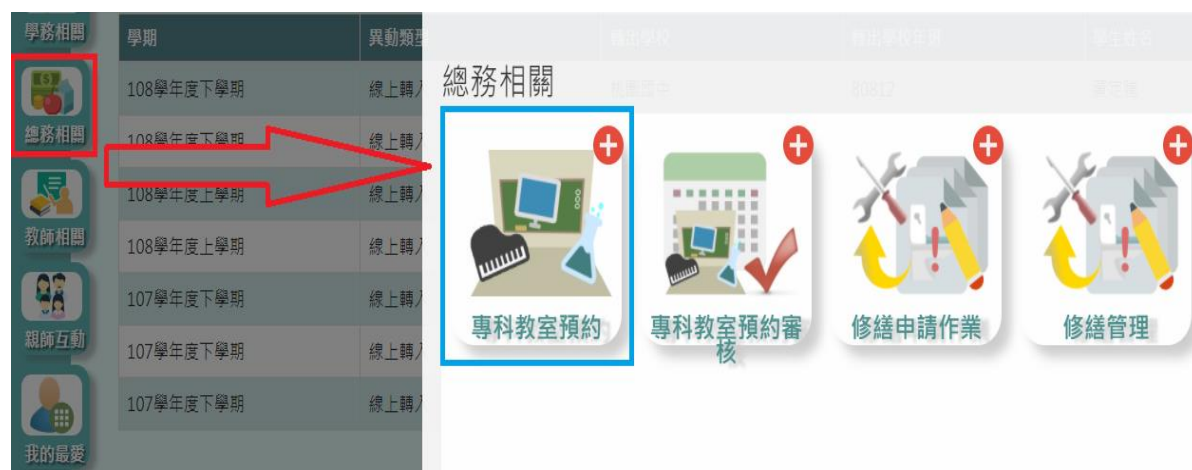 學務相關
總務相關
教師相關
親師互動
我的最愛
學期
異動類型
108學年度下學期
線上轉入
108學年度下學期
線上轉入
108學年度上學期
線上轉入
108學年度上學期
線上轉入
107學年度下學期
線上轉入
107學年度下學期
線上轉入
107學年度下學期
線上轉入
80812
總務相關
專科教室預約
專科教室預約審
核
修繕申請作業
修繕管理